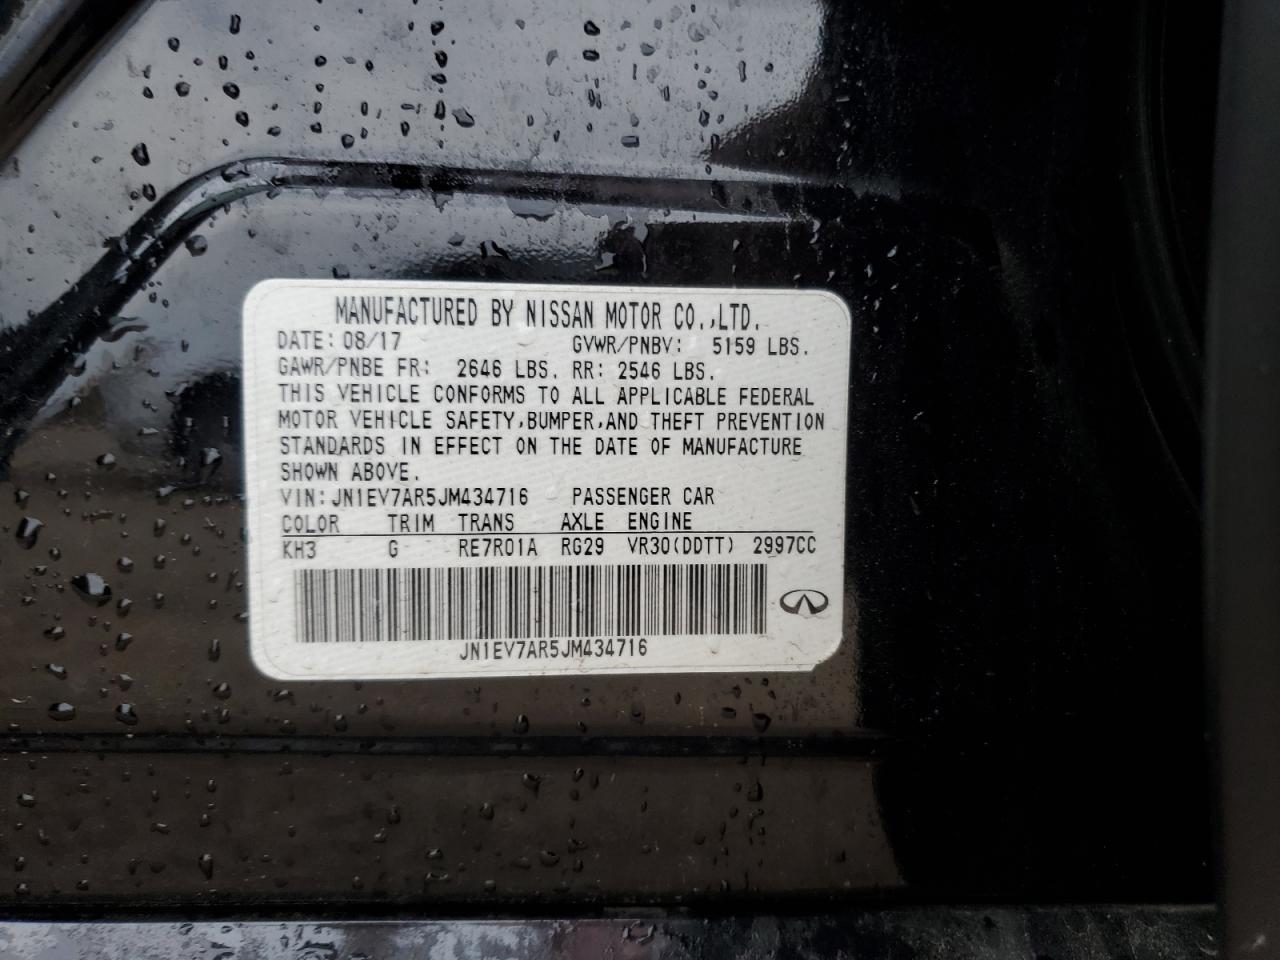 MANUFACTURED BY NISSAN MOTOR CO.,LTD.
DATE: 08/17 GVWR/PNBV: 5159 LBS.
GAWR/PNBE FR: 2646 LBS. RR: 2546 LBS.
THIS VEHICLE CONFORMS TO ALL APPLICABLE FEDERAL
MOTOR VEHICLE SAFETY,BUMPER,AND THEFT PREVENTION
STANDARDS IN EFFECT ON THE DATE OF MANUFACTURE
SHOWN ABOVE.
VIN: JN1EV7AR5JM434716 PASSENGER CAR
COLOR TRIM TRANS AXLE ENGINE
KH3 G RE7R01A RG29 VR30(DDTT) 2997CC
JN1EV7AR5JM434716